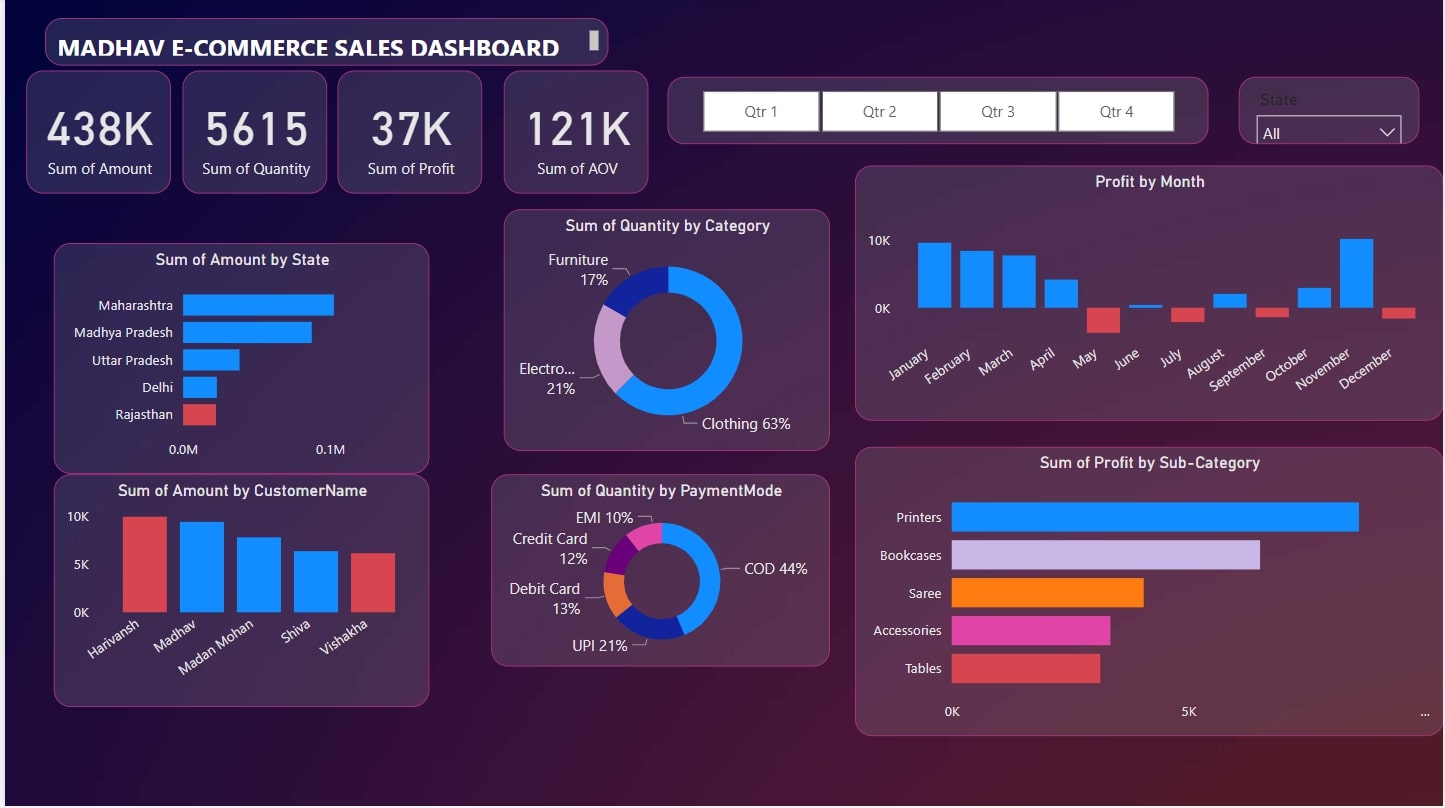 MADHAV E-COMMERCE SALES DASHBOARD
438K
Sum of Amount
5615
Sum of Quantity
37K
Sum of Profit
121K
Sum of AOV
Qtr 1
Qtr 2
Qtr 3
Qtr 4
State
All
Sum of Amount by State
Maharashtra
Madhya Pradesh
Uttar Pradesh
Delhi
Rajasthan
0.0M
0.1M
Sum of Quantity by Category
Furniture
17%
Electro...
21%
Clothing 63%
Profit by Month
10K
0K
January
February
March
April
May
June
July
August
September
October
November
December
Sum of Amount by CustomerName
10K
5K
0K
Harivansh
Madhav
Madan Mohan
Shiva
Vishakha
Sum of Quantity by PaymentMode
EMI 10%
Credit Card
12%
Debit Card
13%
UPI 21%
COD 44%
Sum of Profit by Sub-Category
Printers
Bookcases
Saree
Accessories
Tables
0K
5K
...